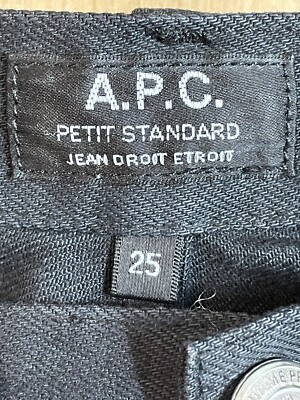 A.P.C.
PETIT STANDARD
JEAN DROIT ETROIT
25